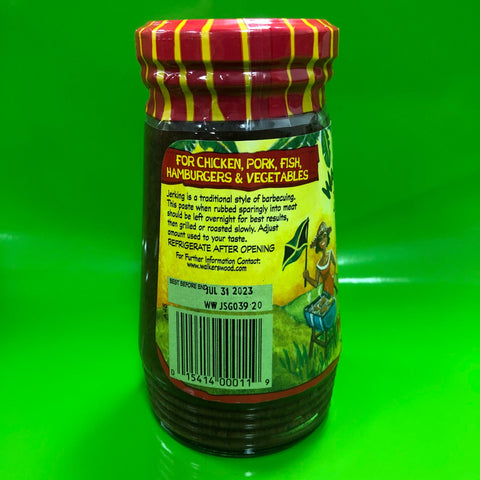 FOR CHICKEN, PORK, FISH,
HAMBURGERS & VEGETABLES
Jerking is a traditional style of barbecuing.
This paste when rubbed sparingly into meat
should be left overnight for best results,
then grilled or roasted slowly. Adjust
amount used to your taste.
REFRIGERATE AFTER OPENING
For Further Information Contact:
www.walkerswood.com
BEST BEFORE END JUL 31 2023
WW JSG039 20
0 15414 00011 9